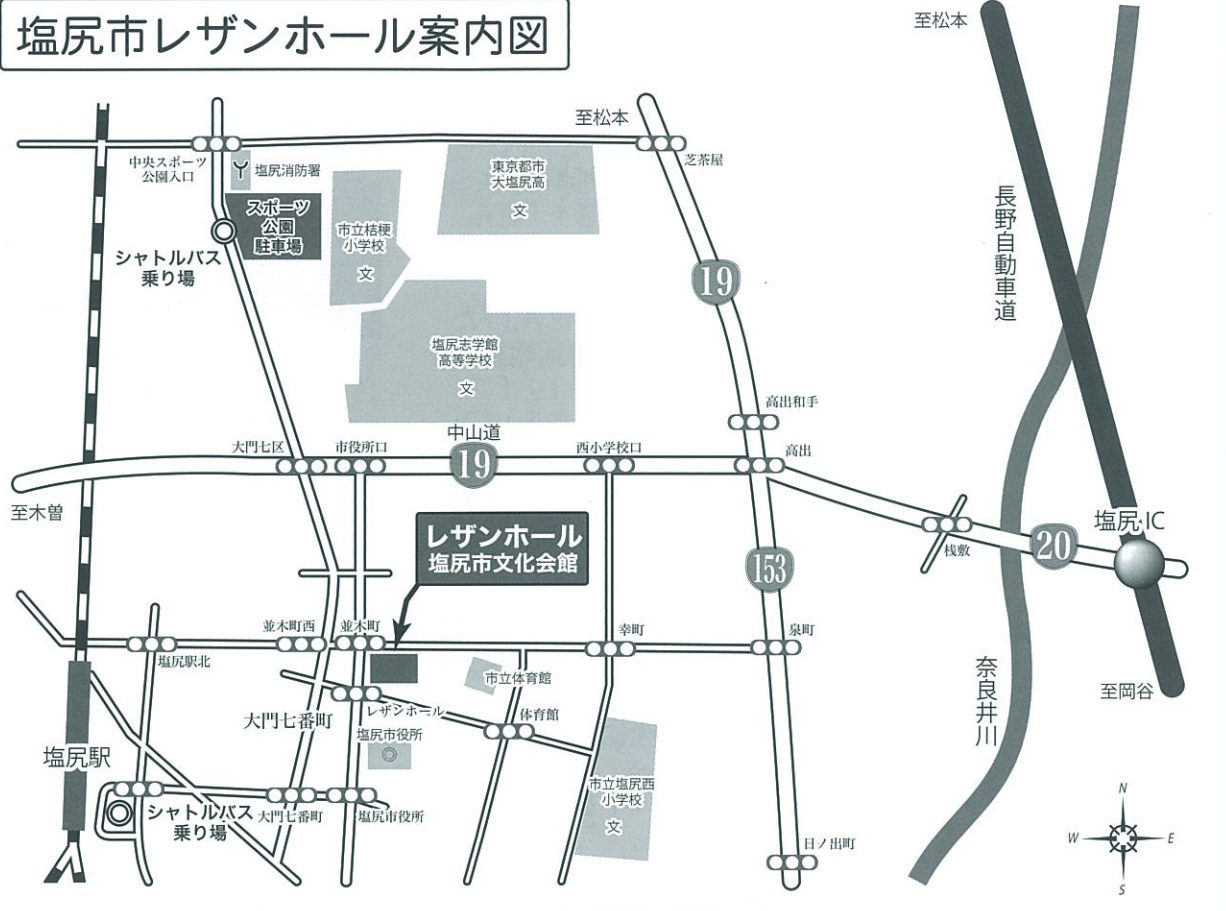 塩尻市レザンホール案内図
至松本
至松本
中央スポーツ
公園入口
塩尻消防署
芝茶屋
東京都市
大塩尻高
文
スポーツ
公園
駐車場
市立桔梗
小学校
文
シャトルバス
乗り場
長野自動車道
19
塩尻志学館
高等学校
文
高出和手
中山道
大門七区
市役所口
19
西小学校口
高出
至木曽
レザンホール
塩尻市文化会館
153
桟敷
20
塩尻IC
並木町西
並木町
幸町
泉町
塩尻駅北
市立体育館
奈良井川
至岡谷
大門七番町
レザンホール
体育館
塩尻市役所
塩尻駅
市立塩尻西
小学校
文
シャトルバス
乗り場
大門七番町
塩尻市役所
日ノ出町
N
W
E
S